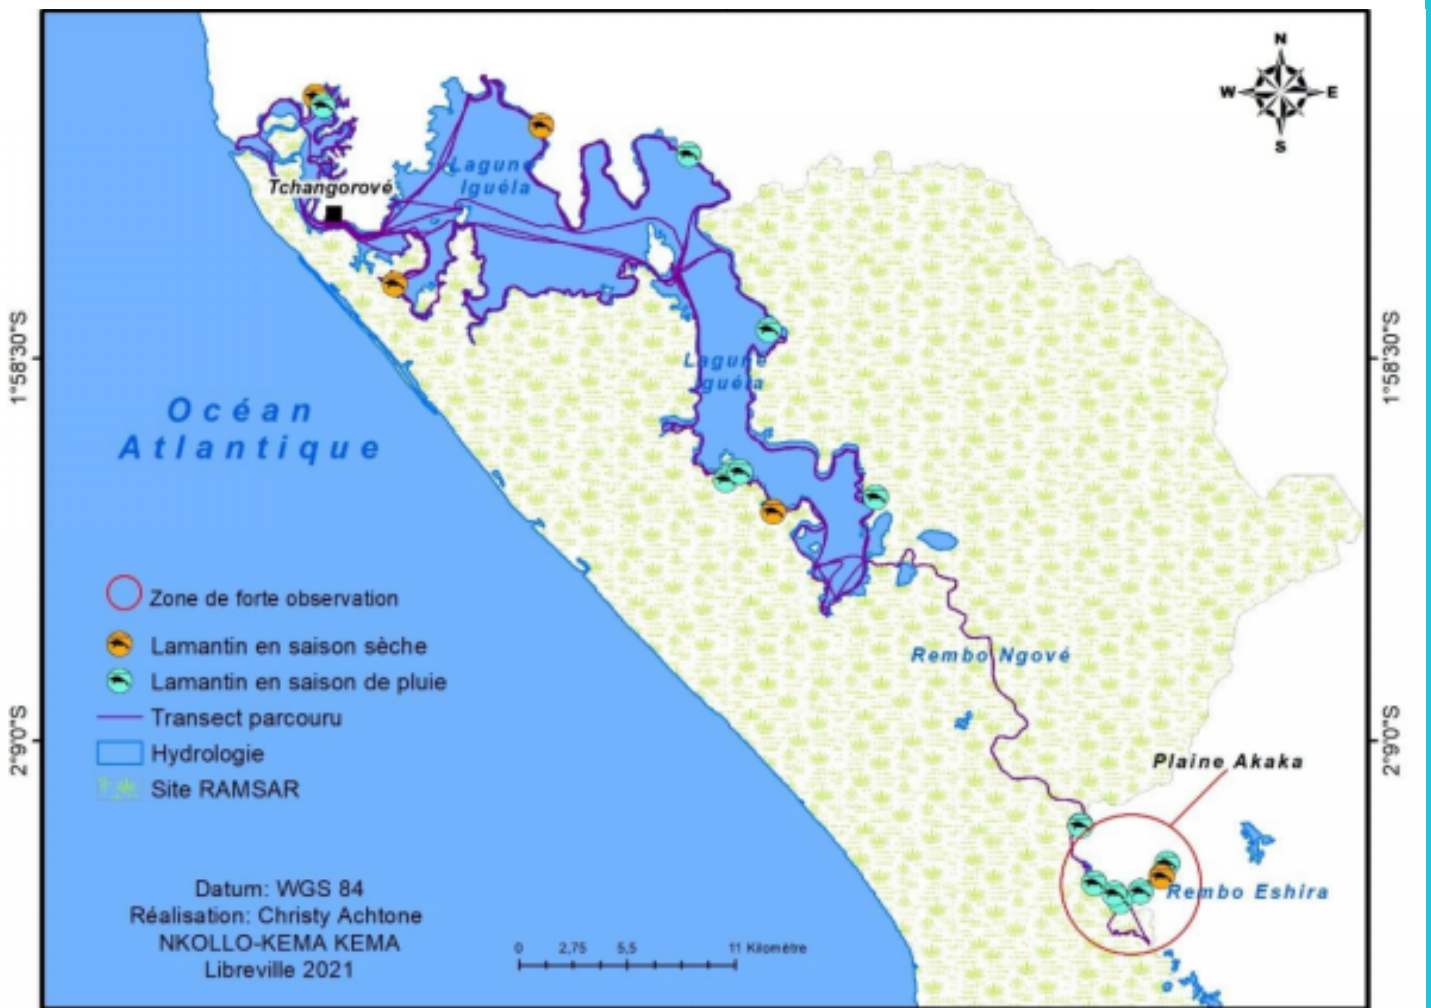 N
W E
S
Lagune
Iguéla
Tchangorové
1°58'30"S
1°58'30"S
Lagune
guéla
Océan
Atlantique
Zone de forte observation
Lamantin en saison sèche
Lamantin en saison de pluie
Transect parcouru
Hydrologie
Site RAMSAR
Rembo Ngové
2°9'0"S
2°9'0"S
Plaine Akaka
Rembo Eshira
Datum: WGS 84
Réalisation: Christy Achtone
NKOLLO-KEMA KEMA
Libreville 2021
0 2,75 5,5 11 Kilomètre